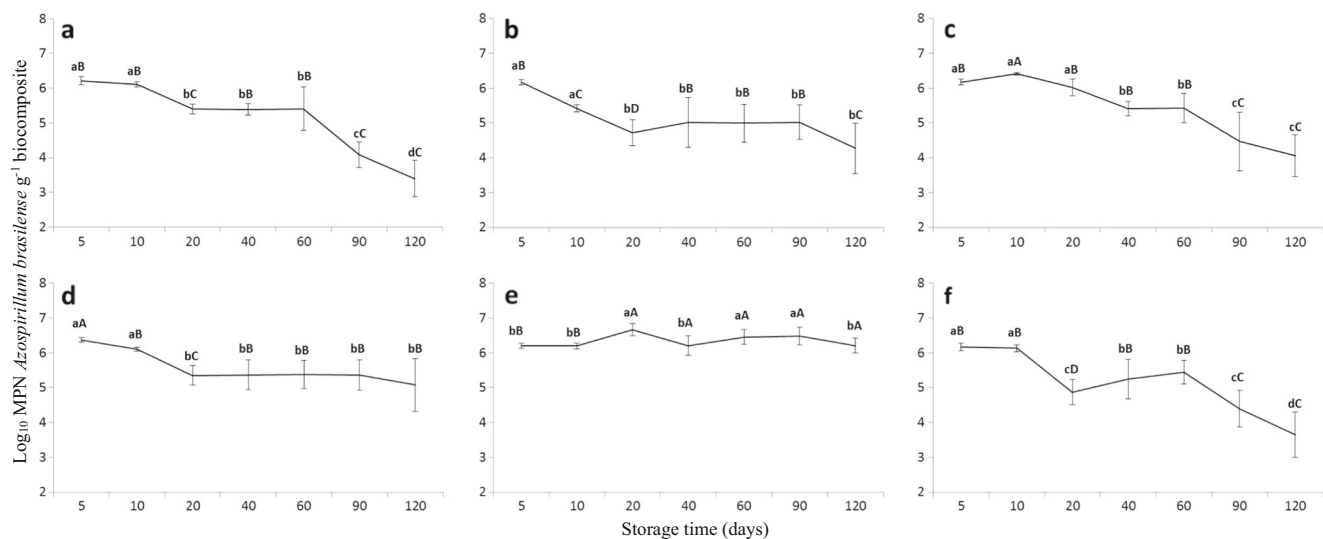 Log₁₀ MPN Azospirillum brasilense g⁻¹ biocomposite
a
8
7
6
5
4
3
2
aB aB bC bB bB cC dC
5 10 20 40 60 90 120
b
8
7
6
5
4
3
2
aB aC bD bB bB bB bC
5 10 20 40 60 90 120
c
8
7
6
5
4
3
2
aB aA aB bB bB cC cC
5 10 20 40 60 90 120
d
8
7
6
5
4
3
2
aA aB bC bB bB bB bB
5 10 20 40 60 90 120
e
8
7
6
5
4
3
2
bB bB aA bA aA aA bA
5 10 20 40 60 90 120
f
8
7
6
5
4
3
2
aB aB cD bB bB cC dC
5 10 20 40 60 90 120
Storage time (days)